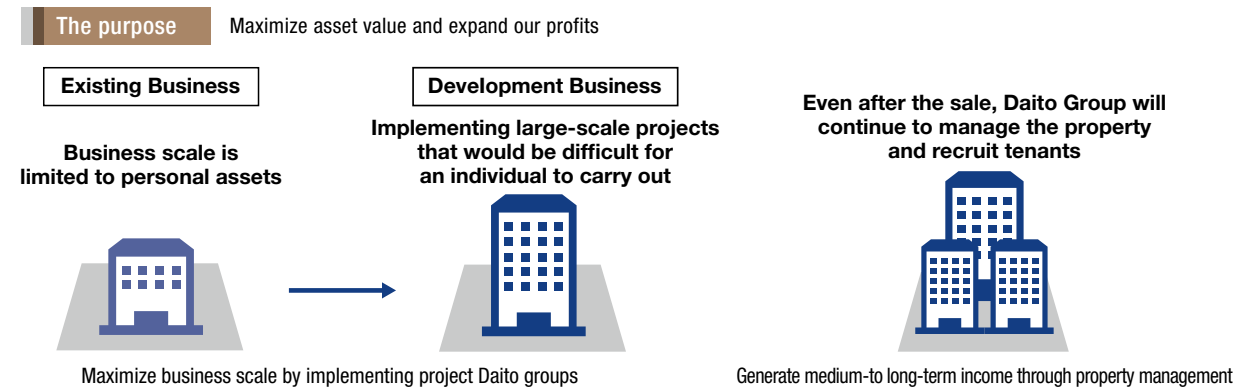 The purpose
Maximize asset value and expand our profits
Existing Business
Business scale is
limited to personal assets
Development Business
Implementing large-scale projects
that would be difficult for
an individual to carry out
Maximize business scale by implementing project Daito groups
Even after the sale, Daito Group will
continue to manage the property
and recruit tenants
Generate medium-to long-term income through property management